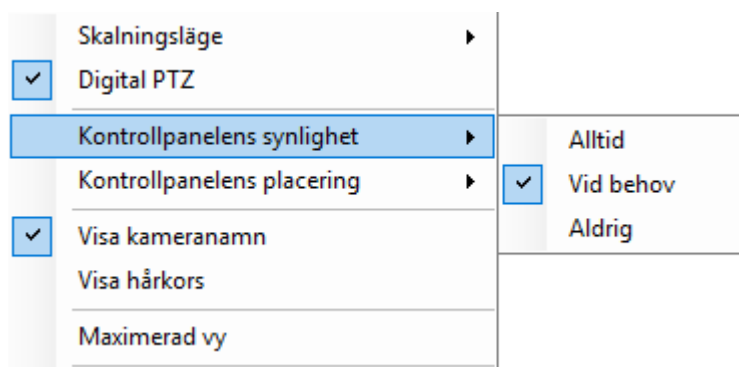 Skalningsläge
Digital PTZ
Kontrollpanelens synlighet
Kontrollpanelens placering
Visa kameranamn
Visa hårkors
Maximerad vy
Alltid
Vid behov
Aldrig